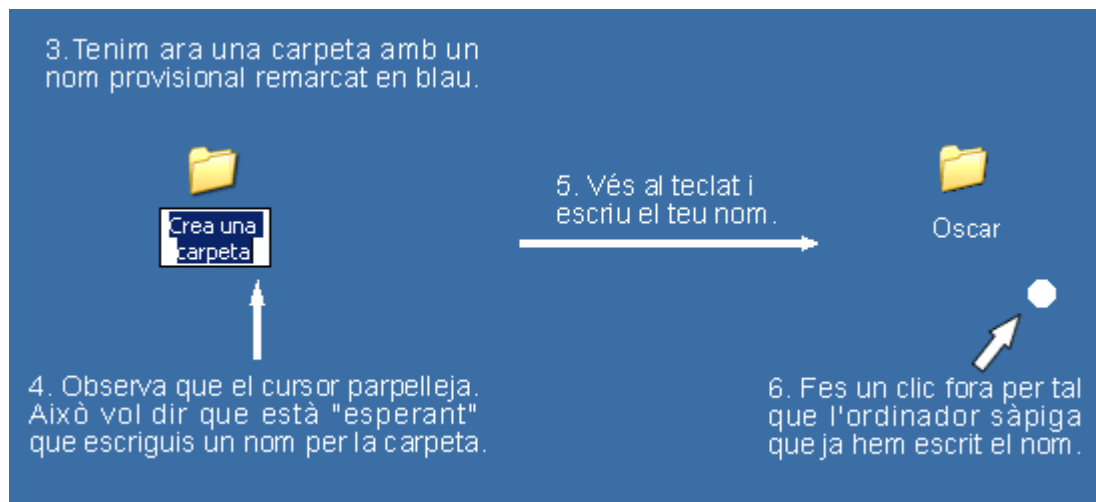 3.Tenim ara una carpeta amb un
nom provisional remarcat en blau.
Crea una
carpeta
4. Observa que el cursor parpelleja.
Això vol dir que està "esperant"
que escriguis un nom per la carpeta.
5. Vés al teclat i
escriu el teu nom.
Oscar
6. Fes un clic fora per tal
que l'ordinador sàpiga
que ja hem escrit el nom.